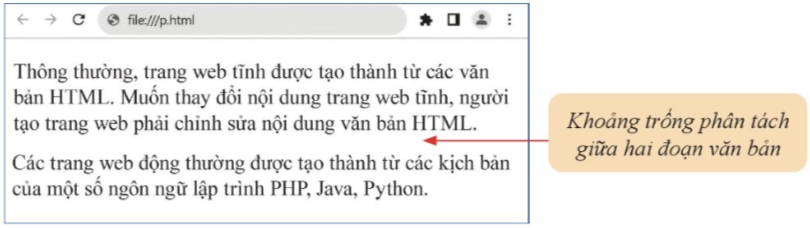 file:///p.html
Thông thường, trang web tĩnh được tạo thành từ các văn
bản HTML. Muốn thay đổi nội dung trang web tĩnh, người
tạo trang web phải chỉnh sửa nội dung văn bản HTML.
Các trang web động thường được tạo thành từ các kịch bản
của một số ngôn ngữ lập trình PHP, Java, Python.
Khoảng trống phân tách
giữa hai đoạn văn bản